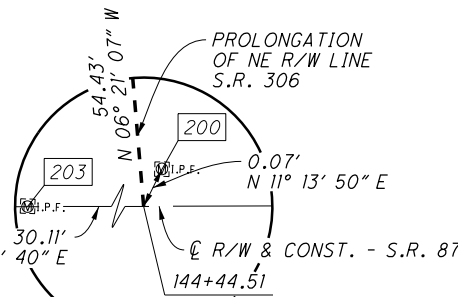 PROLONGATION
OF NE R/W LINE
S.R. 306
54.43'
N 06° 21' 07" W
200
I.P.F.
0.07'
N 11° 13' 50" E
203
I.P.F.
30.11'
' 40" E
℄ R/W & CONST. - S.R. 87
144+44.51